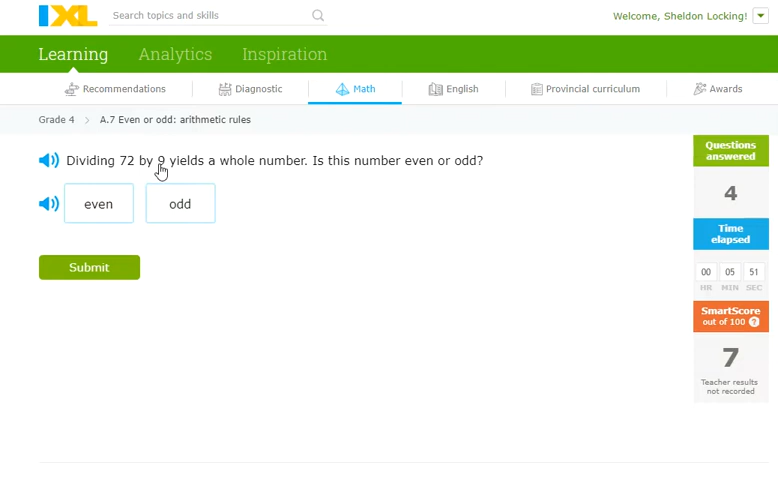 IXL
Search topics and skills
Welcome, Sheldon Locking!
Learning Analytics Inspiration
Recommendations Diagnostic Math English Provincial curriculum Awards
Grade 4 > A.7 Even or odd: arithmetic rules
Dividing 72 by 9 yields a whole number. Is this number even or odd?
even odd
Submit
Questions
answered
4
Time
elapsed
00 05 51
HR MIN SEC
SmartScore
out of 100 ?
7
Teacher results
not recorded